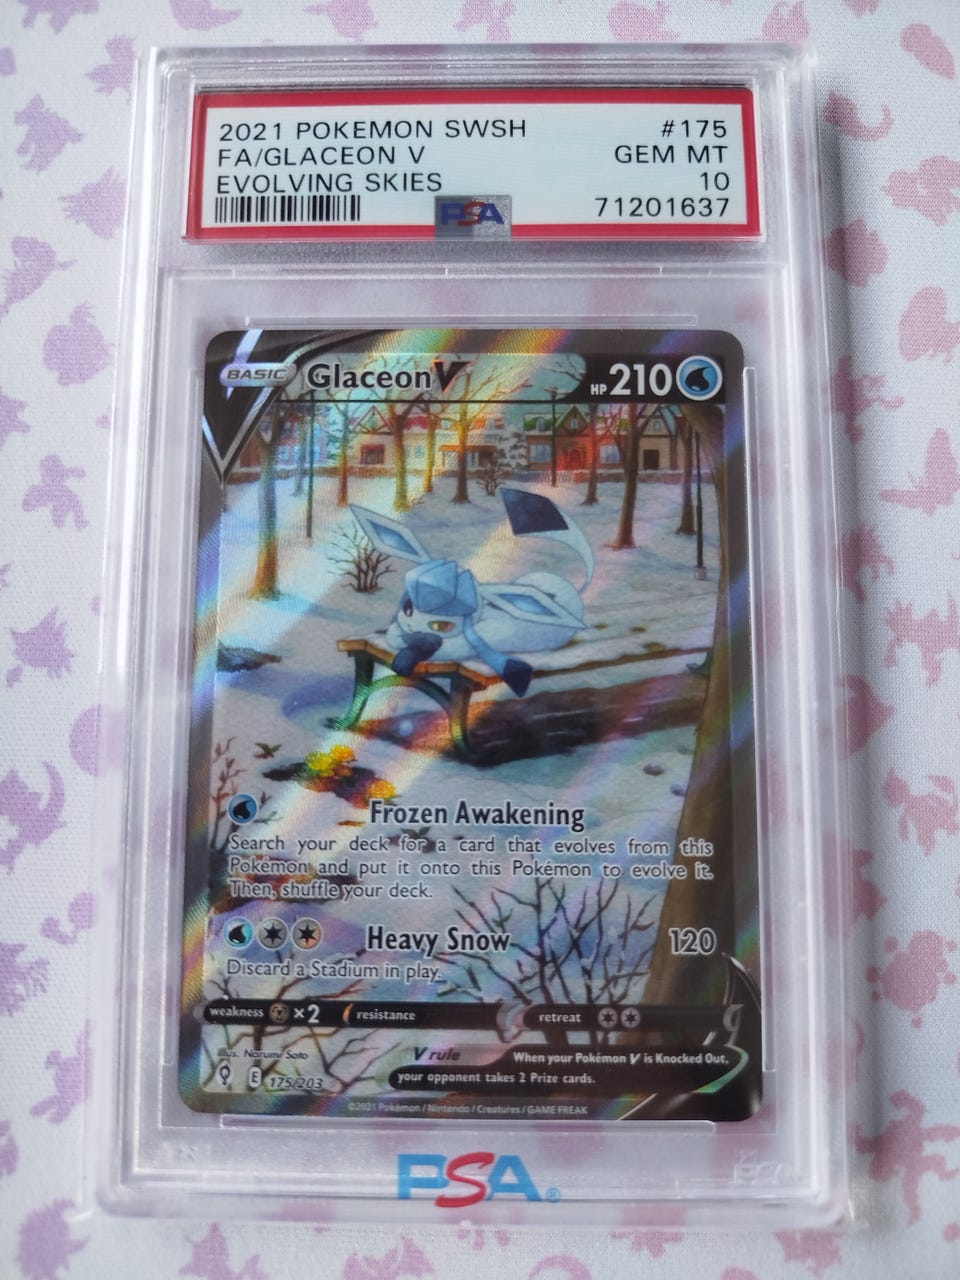 2021 POKEMON SWSH #175
FA/GLACEON V GEM MT
EVOLVING SKIES 10
PSA 71201637
BASIC Glaceon V HP 210
Frozen Awakening
Search your deck for a card that evolves from this
Pokémon and put it onto this Pokémon to evolve it.
Then, shuffle your deck.
Heavy Snow 120
Discard a Stadium in play.
weakness ×2 resistance retreat
Illus. Narumi Sato
V rule When your Pokémon V is Knocked Out,
E 175/203 your opponent takes 2 Prize cards.
©2021 Pokémon / Nintendo / Creatures / GAME FREAK
PSA®